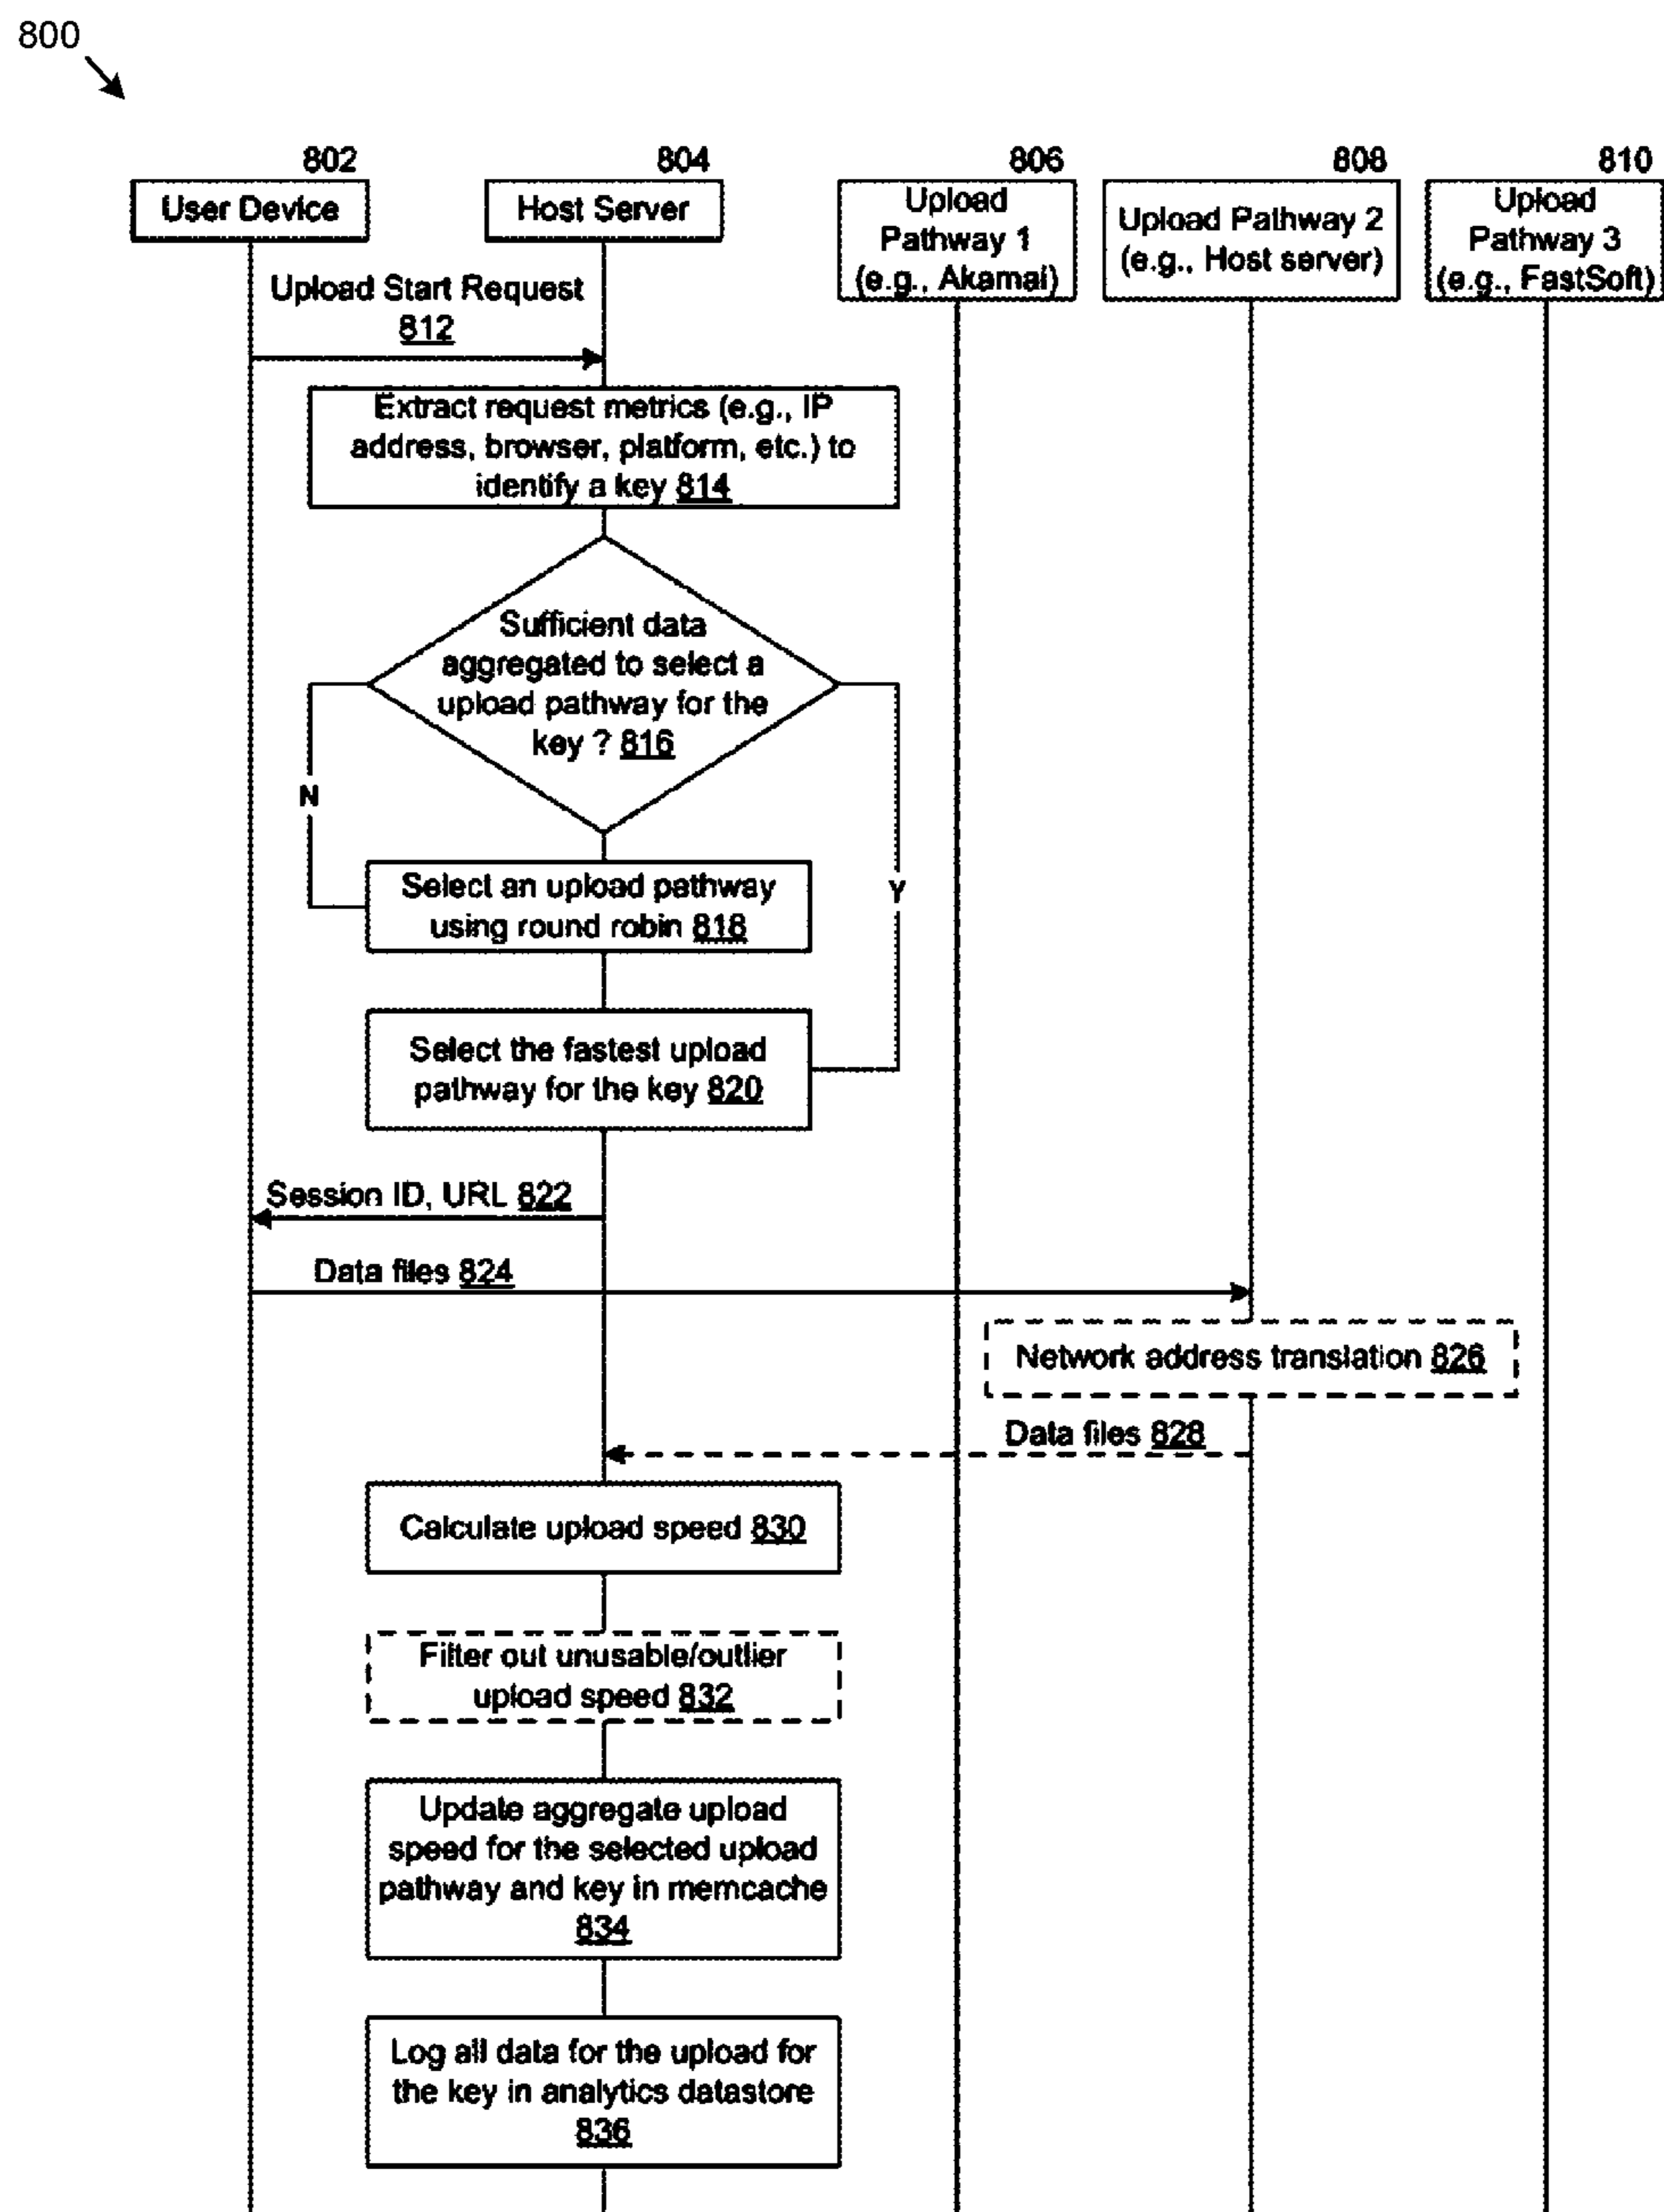 800
802
804
806
808
810
User Device
Host Server
Upload
Pathway 1
(e.g., Akamai)
Upload Pathway 2
(e.g., Host server)
Upload
Pathway 3
(e.g., FastSoft)
Upload Start Request
812
Extract request metrics (e.g., IP
address, browser, platform, etc.) to
identify a key 814
Sufficient data
aggregated to select a
upload pathway for the
key ? 816
N
Y
Select an upload pathway
using round robin 818
Select the fastest upload
pathway for the key 820
Session ID, URL 822
Data files 824
Network address translation 826
Data files 828
Calculate upload speed 830
Filter out unusable/outlier
upload speed 832
Update aggregate upload
speed for the selected upload
pathway and key in memcache
834
Log all data for the upload for
the key in analytics datastore
836